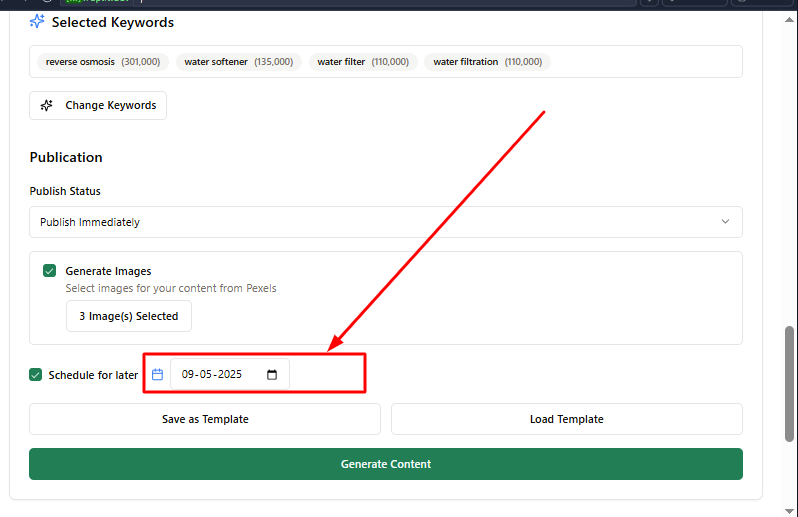 Selected Keywords
reverse osmosis (301,000) water softener (135,000) water filter (110,000) water filtration (110,000)
Change Keywords
Publication
Publish Status
Publish Immediately
Generate Images
Select images for your content from Pexels
3 Image(s) Selected
Schedule for later 09-05-2025
Save as Template Load Template
Generate Content